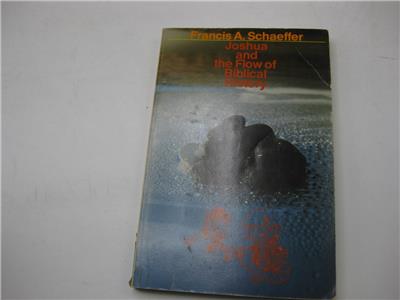 Francis A. Schaeffer
Joshua
and
the Flow of
Biblical
History